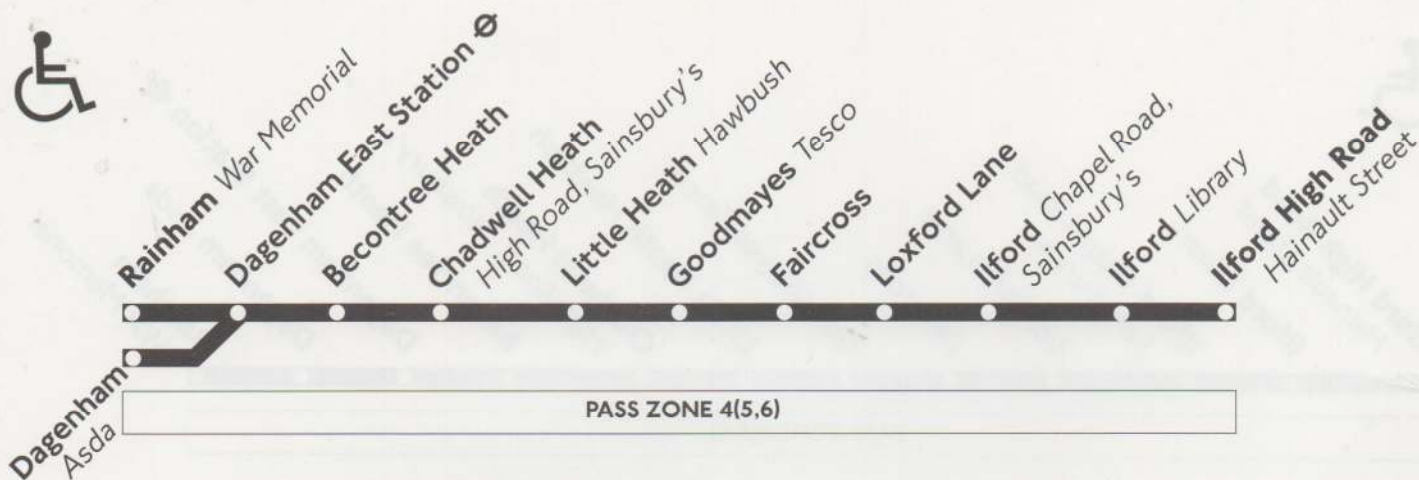 Rainham War Memorial
Dagenham East Station
Becontree Heath
Chadwell Heath
High Road, Sainsbury's
Little Heath Hawbush
Goodmayes Tesco
Faircross
Loxford Lane
Ilford Chapel Road,
Sainsbury's
Ilford Library
Ilford High Road
Hainault Street
Dagenham
Asda
PASS ZONE 4(5,6)